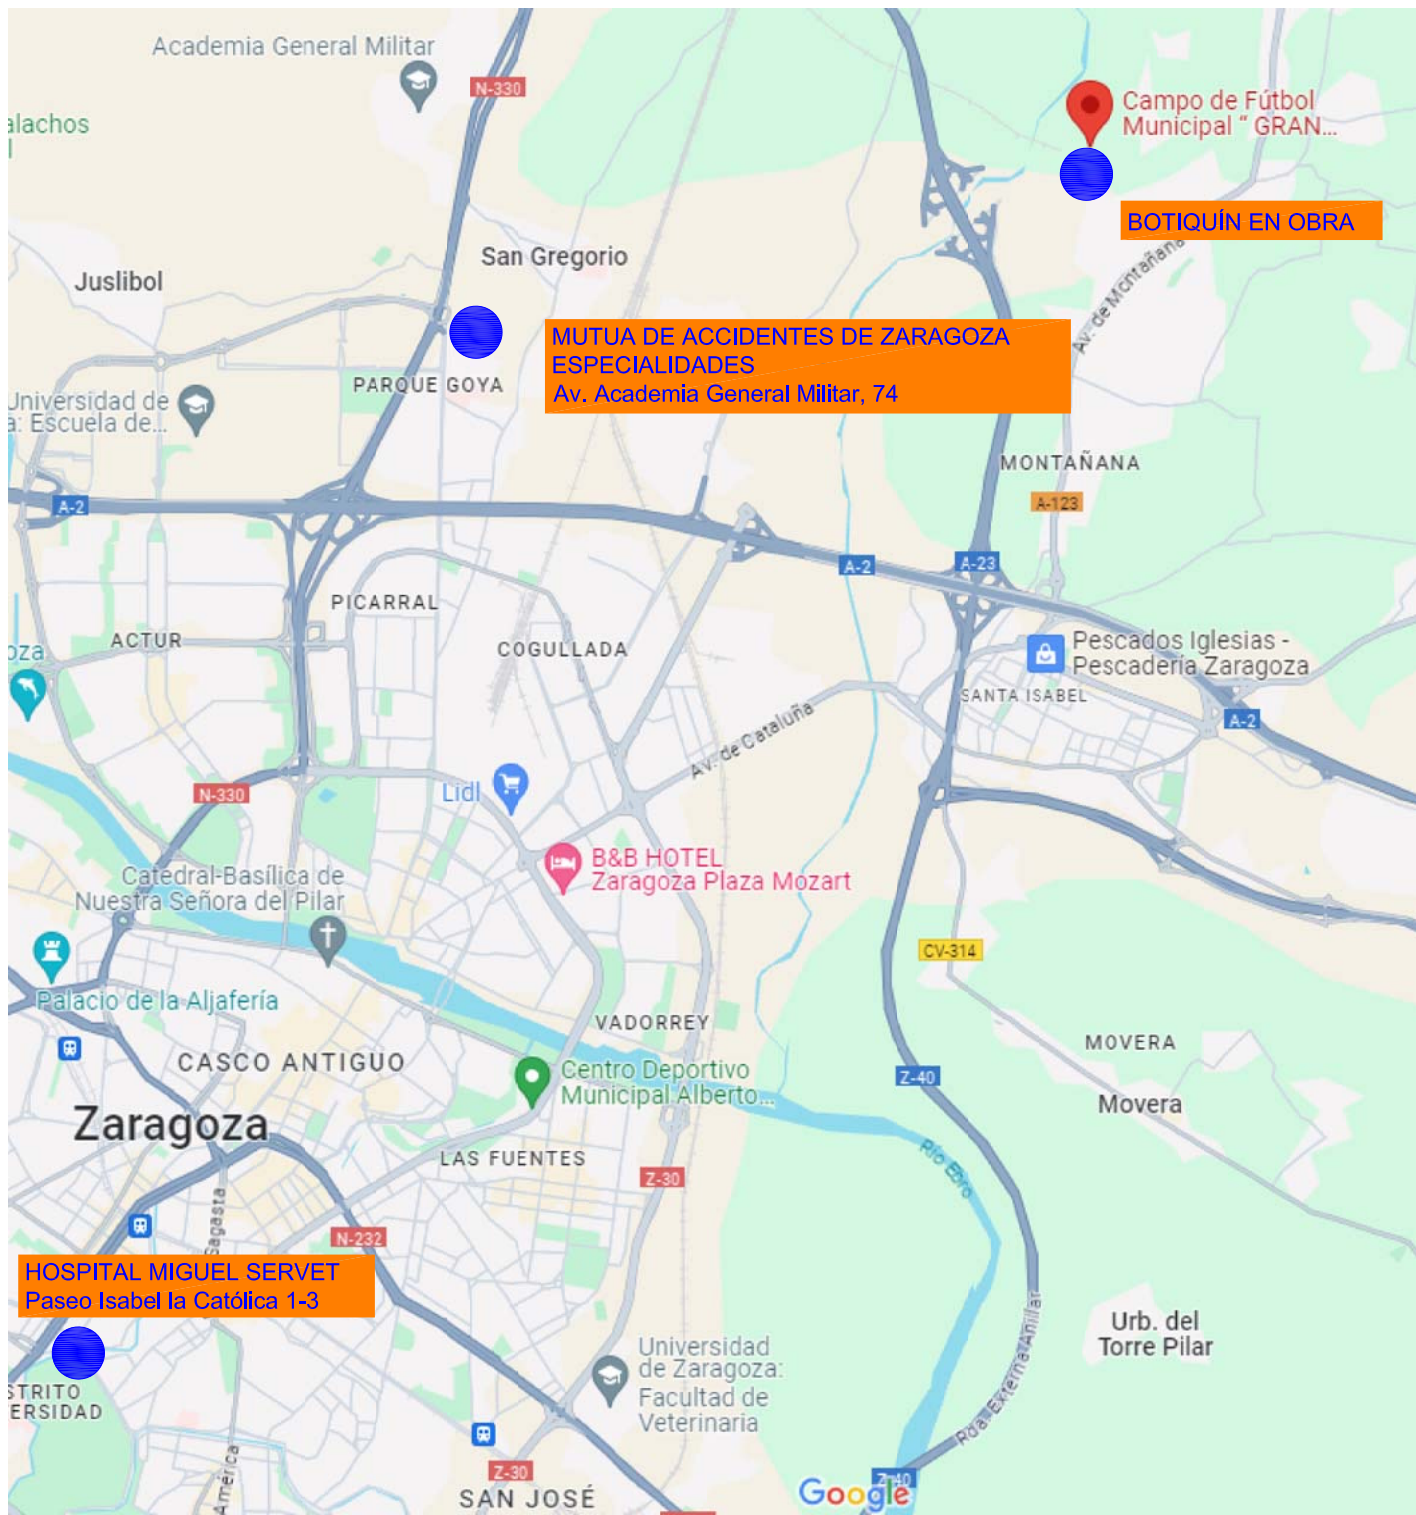 Academia General Militar
N-330
alachos
l
Campo de Fútbol
Municipal “ GRAN...
BOTIQUÍN EN OBRA
Av. de Montañana
San Gregorio
Juslibol
MUTUA DE ACCIDENTES DE ZARAGOZA
ESPECIALIDADES
Av. Academia General Militar, 74
PARQUE GOYA
Universidad de
a: Escuela de...
MONTAÑANA
A-2
A-123
A-2
A-23
PICARRAL
ACTUR
COGULLADA
oza
Pescados Iglesias -
Pescadería Zaragoza
SANTA ISABEL
A-2
Av. de Cataluña
N-330
Lidl
B&B HOTEL
Zaragoza Plaza Mozart
Catedral-Basílica de
Nuestra Señora del Pilar
CV-314
Palacio de la Aljafería
VADORREY
MOVERA
CASCO ANTIGUO
Centro Deportivo
Municipal Alberto...
Z-40
Movera
Zaragoza
LAS FUENTES
Río Ebro
Z-30
Sagasta
N-232
HOSPITAL MIGUEL SERVET
Paseo Isabel la Católica 1-3
Rda. Externa Anillar
Urb. del
Torre Pilar
Universidad
de Zaragoza:
Facultad de
Veterinaria
STRITO
ERSIDAD
América
Z-30
SAN JOSÉ
Z-40
Google